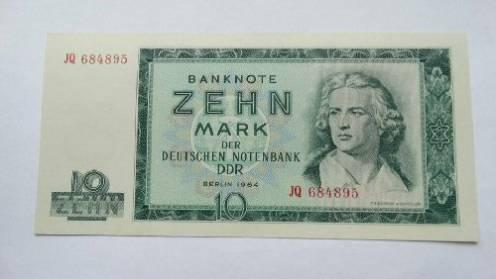 JQ 684895
BANKNOTE
ZEHN
MARK
DER
DEUTSCHEN NOTENBANK
DDR
BERLIN 1964
JQ 684895
10
ZEHN
10